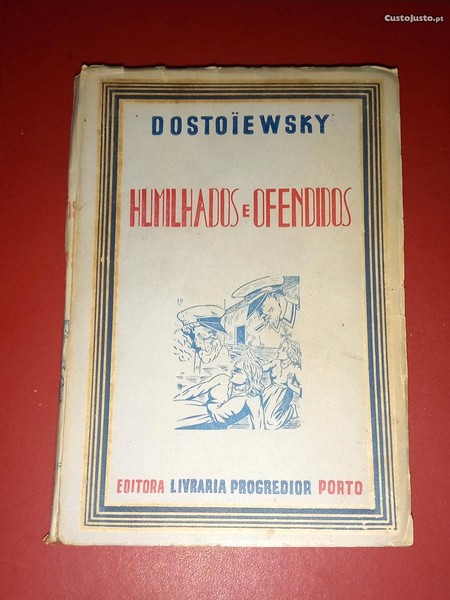 CustoJusto.pt
DOSTOÏEWSKY
HUMILHADOS E OFENDIDOS
EDITORA LIVRARIA PROGREDIOR PORTO